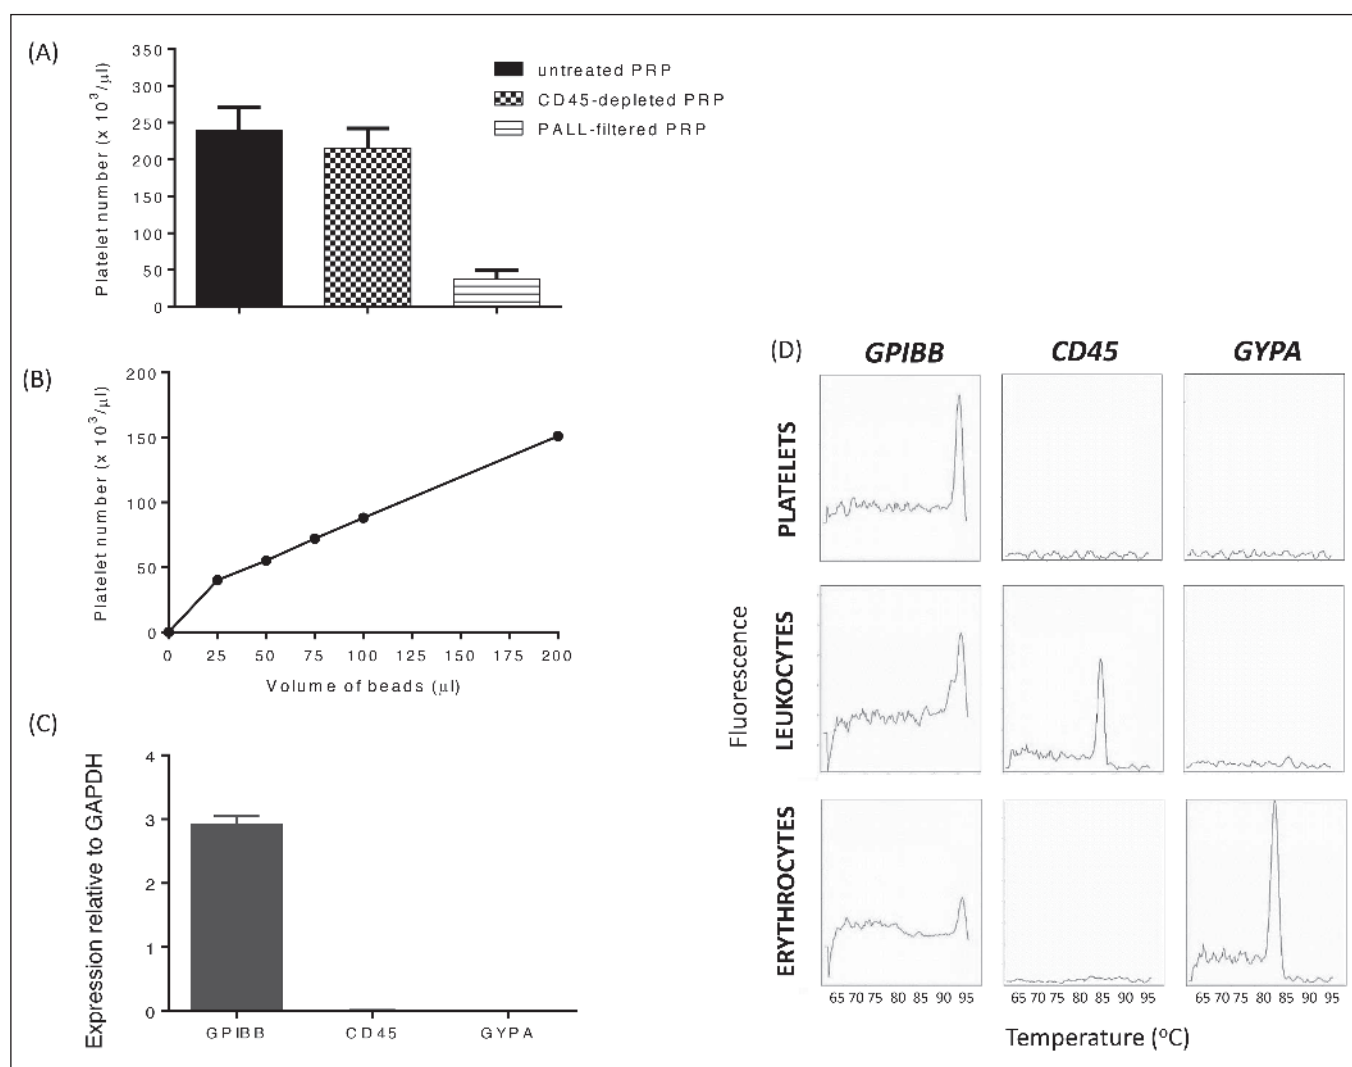 (A)
350
300
250
200
150
100
50
0
Platelet number (x 10³/µl)
untreated PRP
CD45-depleted PRP
PALL-filtered PRP
(B)
200
150
100
50
0
Platelet number (x 10³/µl)
0 25 50 75 100 125 150 175 200
Volume of beads (µl)
(C)
4
3
2
1
0
Expression relative to GAPDH
GPIBB CD45 GYPA
(D)
GPIBB CD45 GYPA
PLATELETS
LEUKOCYTES
ERYTHROCYTES
Fluorescence
65 70 75 80 85 90 95 65 70 75 80 85 90 95 65 70 75 80 85 90 95
Temperature (ºC)